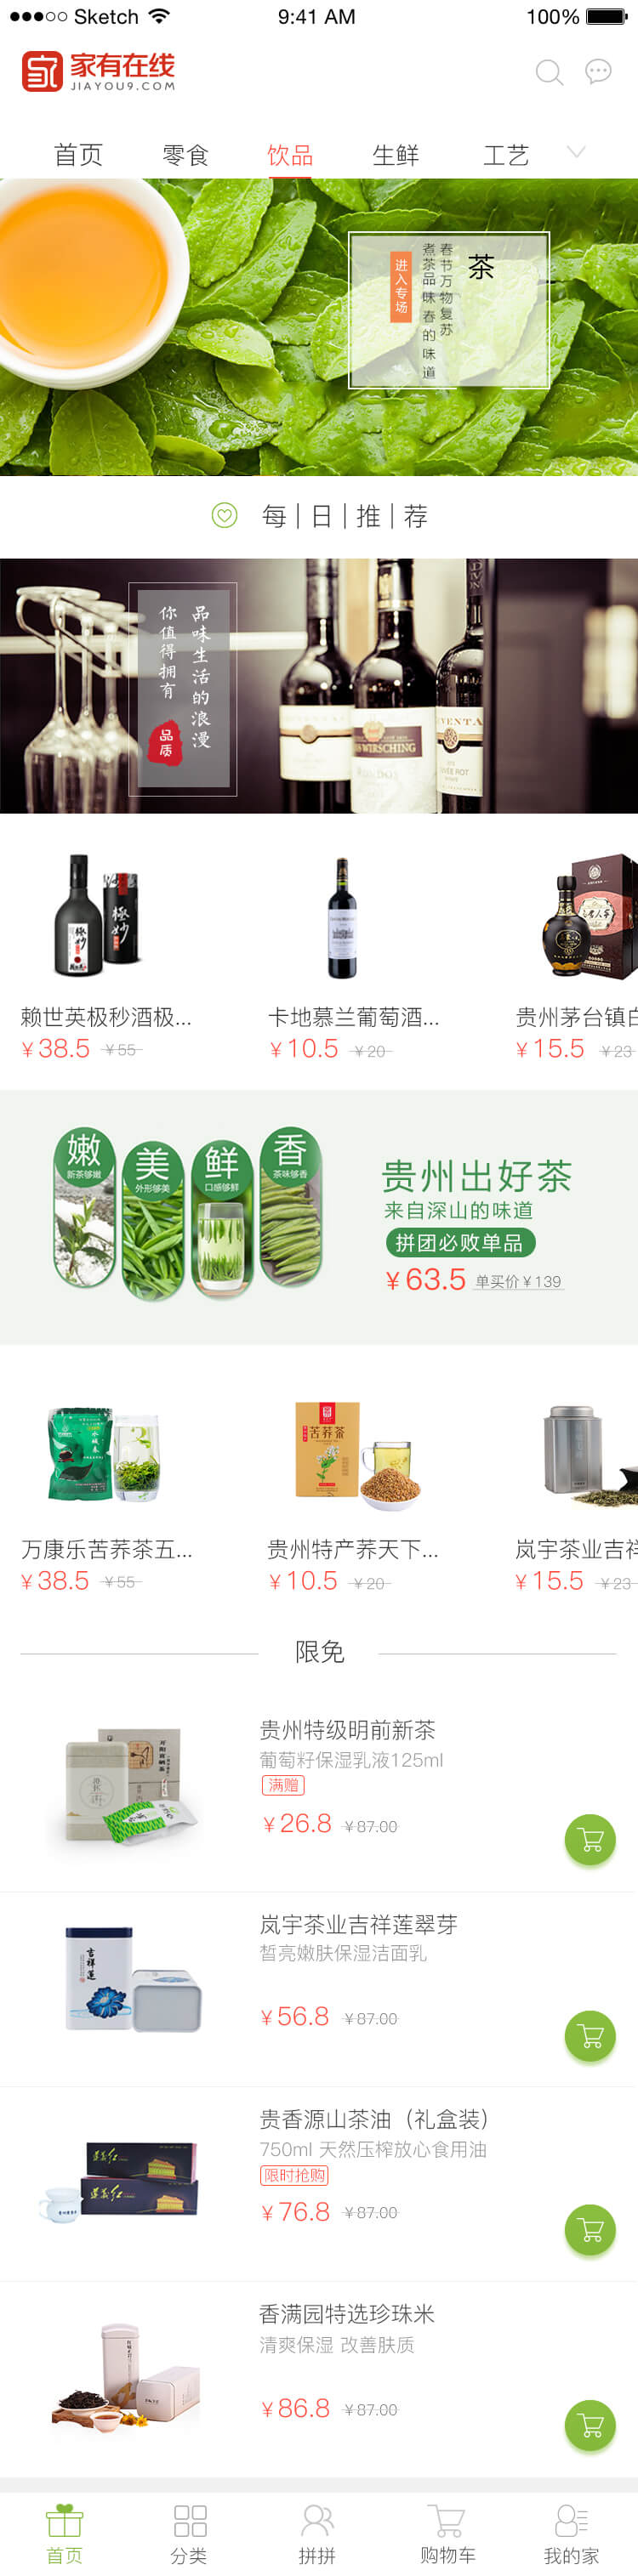 Sketch 9:41 AM 100%
家有在线
JIAYOU9.COM
首页 零食 饮品 生鲜 工艺
茶
春节万物复苏
煮茶品味春的味道
进入专场
每|日|推|荐
品味生活的浪漫
你值得拥有
品质
赖世英极秒酒极... 卡地慕兰葡萄酒... 贵州茅台镇白
¥38.5 ¥55 ¥10.5 ¥20 ¥15.5 ¥23
嫩 美 鲜 香
新茶够嫩 外形够美 口感够鲜 茶味够香
贵州出好茶
来自深山的味道
拼团必败单品
¥63.5 单买价¥139
苦荞茶
万康乐苦荞茶五... 贵州特产荞天下... 岚宇茶业吉祥
¥38.5 ¥55 ¥10.5 ¥20 ¥15.5 ¥23
限免
贵州特级明前新茶
葡萄籽保湿乳液125ml
满赠
¥26.8 ¥87.00
吉祥莲
岚宇茶业吉祥莲翠芽
皙亮嫩肤保湿洁面乳
¥56.8 ¥87.00
贵香源山茶油（礼盒装）
750ml 天然压榨放心食用油
限时抢购
¥76.8 ¥87.00
香满园特选珍珠米
清爽保湿 改善肤质
¥86.8 ¥87.00
首页 分类 拼拼 购物车 我的家